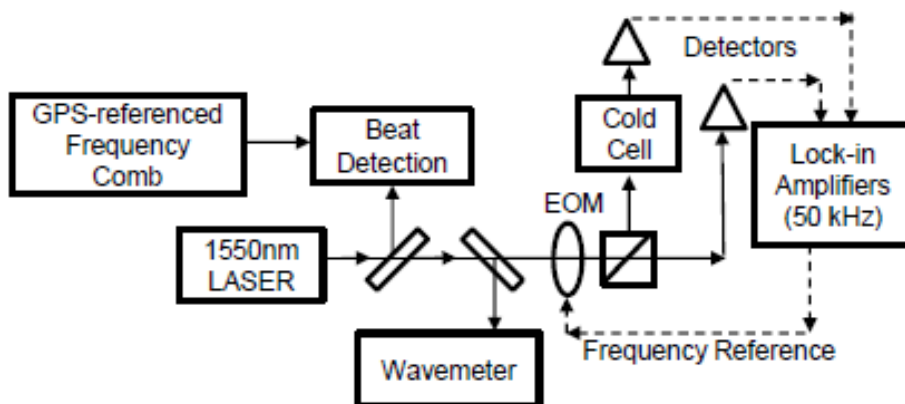 GPS-referenced
Frequency
Comb
Beat
Detection
1550nm
LASER
Wavemeter
EOM
Cold
Cell
Detectors
Lock-in
Amplifiers
(50 kHz)
Frequency Reference